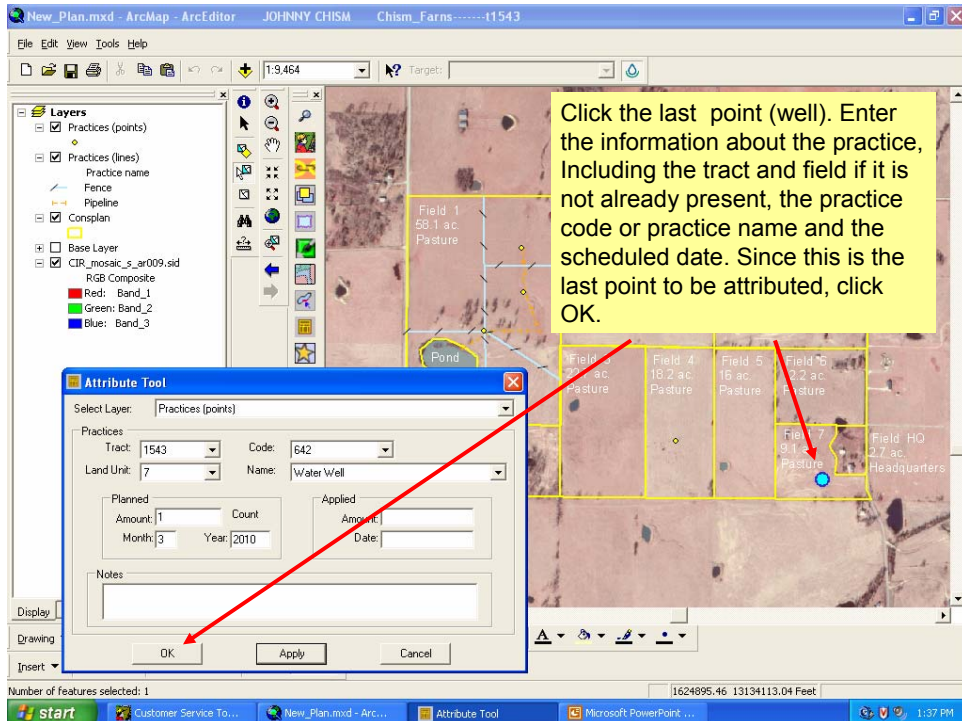 New_Plan.mxd - ArcMap - ArcEditor JOHNNY CHISM Chism_Farns-------t1543
File Edit View Tools Help
1:9,464 Target:
Layers
Practices (points)
Practices (lines)
Practice name
Fence
Pipeline
Consplan
Base Layer
CIR_mosaic_s_ar009.sid
RGB Composite
Red: Band_1
Green: Band_2
Blue: Band_3
Click the last point (well). Enter
the information about the practice,
Including the tract and field if it is
not already present, the practice
code or practice name and the
scheduled date. Since this is the
last point to be attributed, click
OK.
Field 1
58.1 ac.
Pasture
Pond
Pasture
Field 4
18.2 ac.
Pasture
Field 5
16 ac.
Pasture
Field 6
Pasture
Field 7
9.1 ac.
Pasture
Field HQ
2.7 ac.
Headquarters
Attribute Tool
Select Layer: Practices (points)
Practices
Tract: 1543 Code: 642
Land Unit: 7 Name: Water Well
Planned Applied
Amount: 1 Count Amount:
Month: 3 Year: 2010 Date:
Notes
OK Apply Cancel
Display
Drawing
A
Insert
Number of features selected: 1 1624895.46 13134113.04 Feet
start Customer Service To... New_Plan.mxd - Arc... Attribute Tool Microsoft PowerPoint ... 1:37 PM